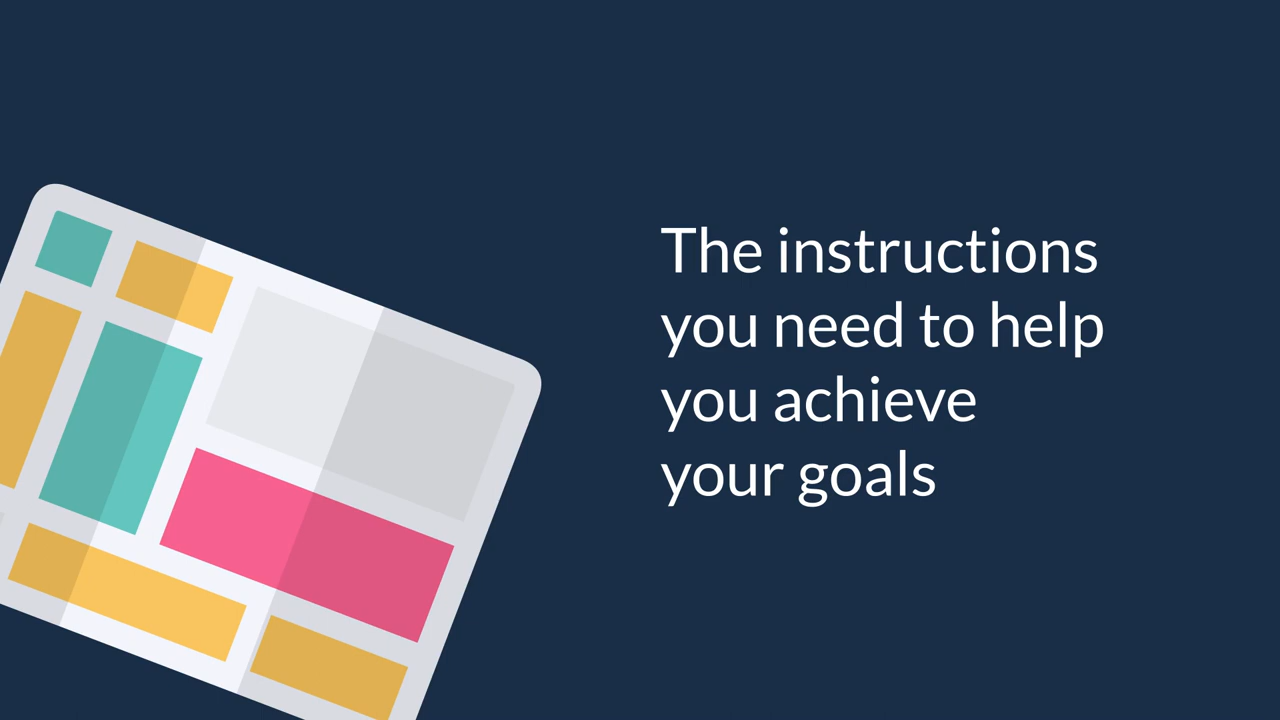 The instructions
you need to help
you achieve
your goals